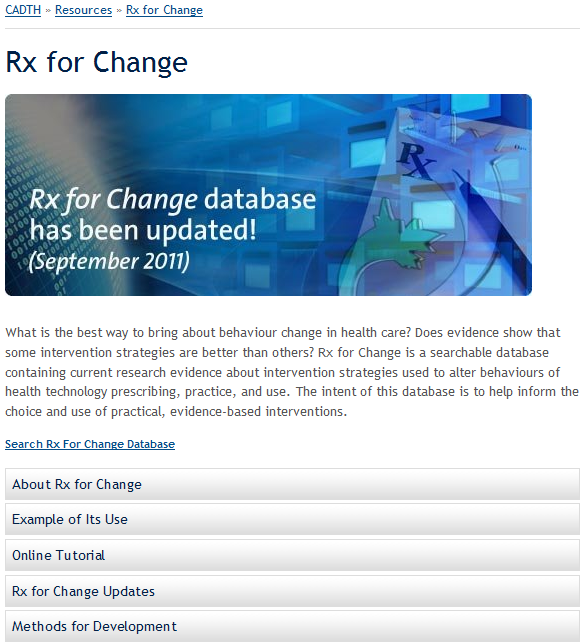 CADTH » Resources » Rx for Change
Rx for Change
Rx for Change database
has been updated!
(September 2011)
RX
What is the best way to bring about behaviour change in health care? Does evidence show that
some intervention strategies are better than others? Rx for Change is a searchable database
containing current research evidence about intervention strategies used to alter behaviours of
health technology prescribing, practice, and use. The intent of this database is to help inform the
choice and use of practical, evidence-based interventions.
Search Rx For Change Database
About Rx for Change
Example of Its Use
Online Tutorial
Rx for Change Updates
Methods for Development